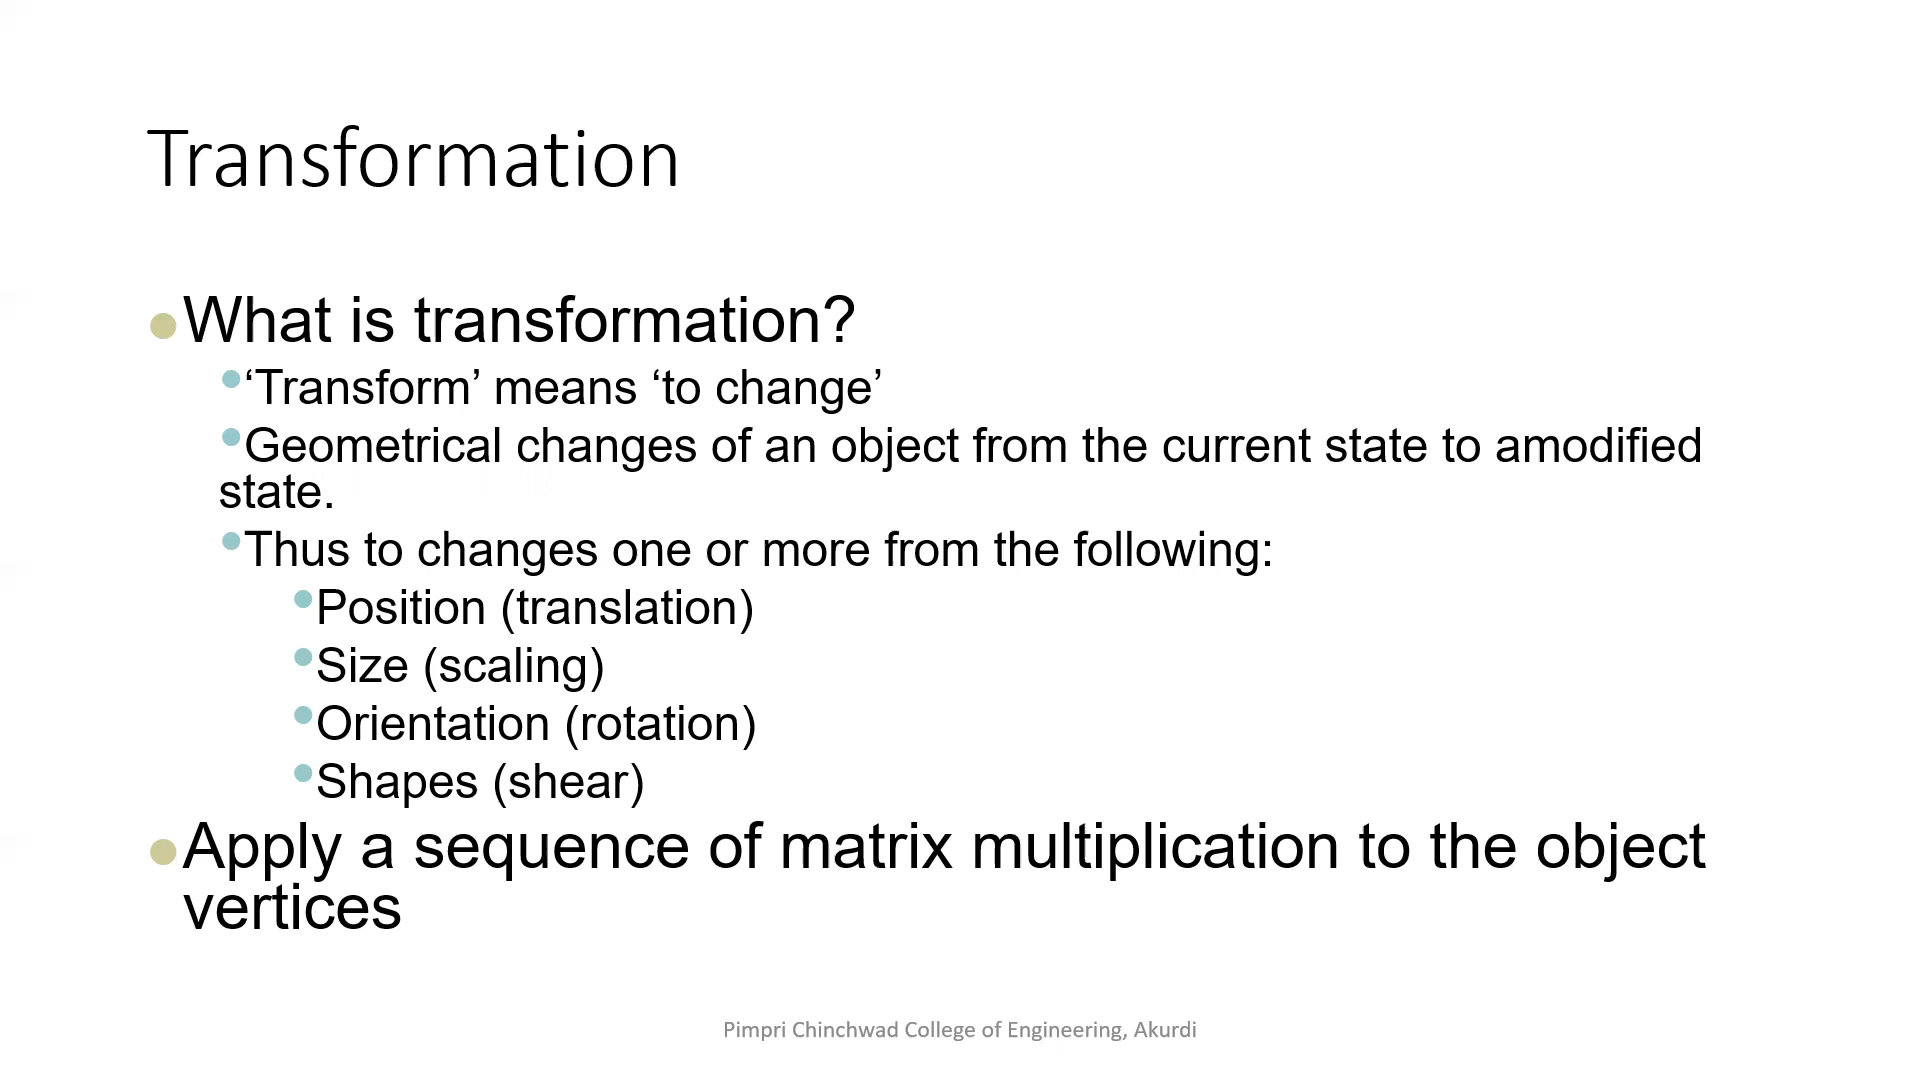 Transformation
•What is transformation?
•‘Transform’ means ‘to change’
•Geometrical changes of an object from the current state to amodified
state.
•Thus to changes one or more from the following:
•Position (translation)
•Size (scaling)
•Orientation (rotation)
•Shapes (shear)
•Apply a sequence of matrix multiplication to the object
vertices
Pimpri Chinchwad College of Engineering, Akurdi